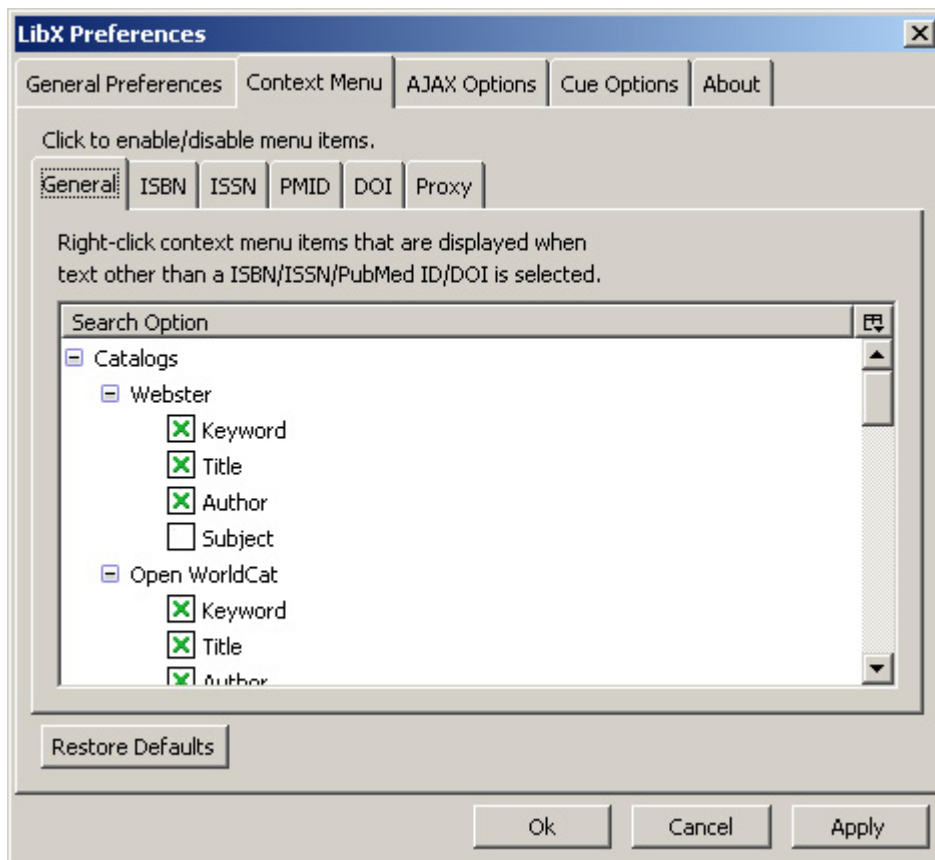 LibX Preferences
General Preferences Context Menu AJAX Options Cue Options About
Click to enable/disable menu items.
General ISBN ISSN PMID DOI Proxy
Right-click context menu items that are displayed when
text other than a ISBN/ISSN/PubMed ID/DOI is selected.
Search Option
Catalogs
Webster
Keyword
Title
Author
Subject
Open WorldCat
Keyword
Title
Author
Restore Defaults
Ok Cancel Apply